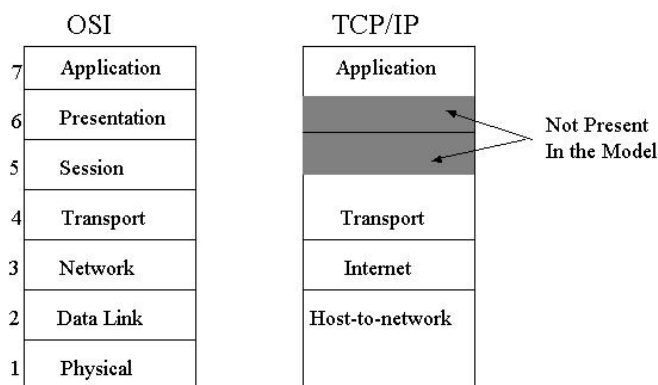 OSI
TCP/IP
7 Application
Application
6 Presentation
Not Present
In the Model
5 Session
4 Transport
Transport
3 Network
Internet
2 Data Link
Host-to-network
1 Physical